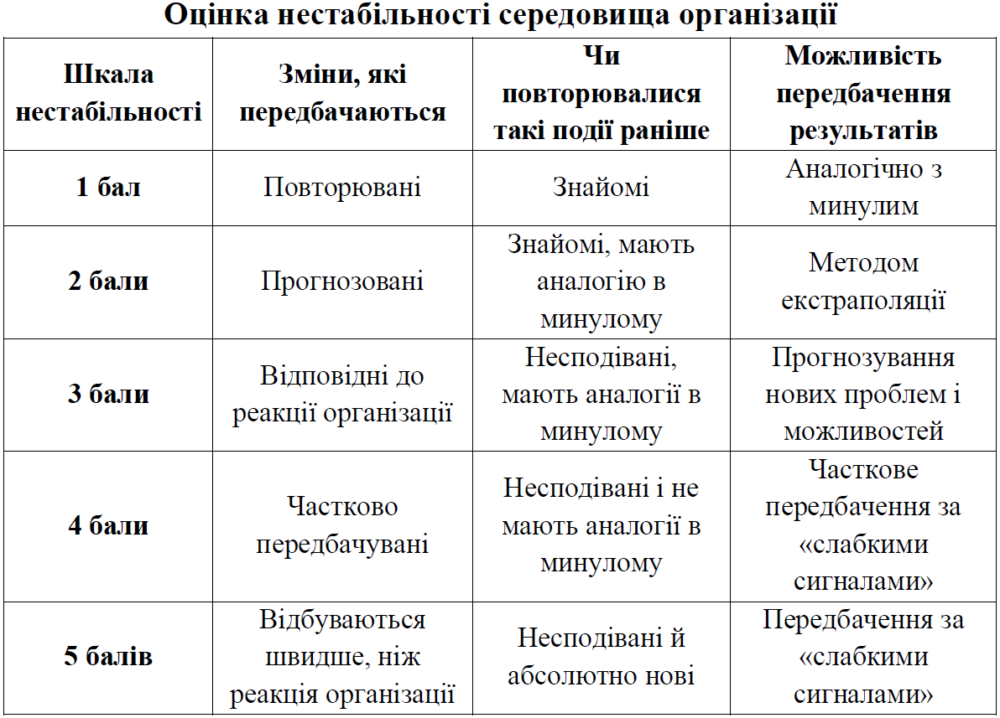 Оцінка нестабільності середовища організації
Шкала
нестабільності
Зміни, які
передбачаються
Чи
повторювалися
такі події раніше
Можливість
передбачення
результатів
1 бал
Повторювані
Знайомі
Аналогічно з
минулим
2 бали
Прогнозовані
Знайомі, мають
аналогію в
минулому
Методом
екстраполяції
3 бали
Відповідні до
реакції організації
Несподівані,
мають аналогії в
минулому
Прогнозування
нових проблем і
можливостей
4 бали
Частково
передбачувані
Несподівані і не
мають аналогії в
минулому
Часткове
передбачення за
«слабкими
сигналами»
5 балів
Відбуваються
швидше, ніж
реакція організації
Несподівані й
абсолютно нові
Передбачення за
«слабкими
сигналами»